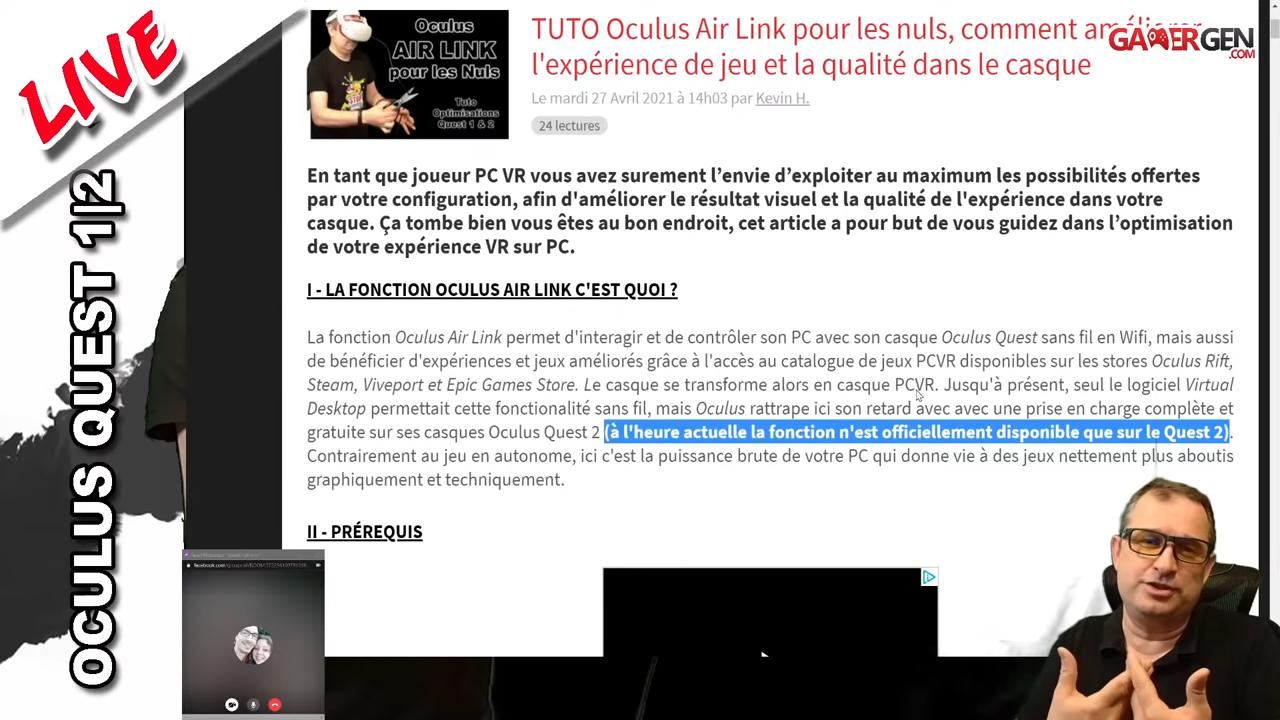 LIVE
OCULUS QUEST 1|2
Oculus
AIR LINK
pour les Nuls
Tuto
Optimisations
Quest 1 & 2
TUTO Oculus Air Link pour les nuls, comment améliorer
l'expérience de jeu et la qualité dans le casque
GAMERGEN
.COM
Le mardi 27 Avril 2021 à 14h03 par Kevin H.
24 lectures
En tant que joueur PC VR vous avez surement l’envie d’exploiter au maximum les possibilités offertes
par votre configuration, afin d'améliorer le résultat visuel et la qualité de l'expérience dans votre
casque. Ça tombe bien vous êtes au bon endroit, cet article a pour but de vous guidez dans l’optimisation
de votre expérience VR sur PC.
I - LA FONCTION OCULUS AIR LINK C'EST QUOI ?
La fonction Oculus Air Link permet d'interagir et de contrôler son PC avec son casque Oculus Quest sans fil en Wifi, mais aussi
de bénéficier d'expériences et jeux améliorés grâce à l'accès au catalogue de jeux PCVR disponibles sur les stores Oculus Rift,
Steam, Viveport et Epic Games Store. Le casque se transforme alors en casque PCVR. Jusqu'à présent, seul le logiciel Virtual
Desktop permettait cette fonctionalité sans fil, mais Oculus rattrape ici son retard avec avec une prise en charge complète et
gratuite sur ses casques Oculus Quest 2 (à l'heure actuelle la fonction n'est officiellement disponible que sur le Quest 2).
Contrairement au jeu en autonome, ici c'est la puissance brute de votre PC qui donne vie à des jeux nettement plus aboutis
graphiquement et techniquement.
II - PRÉREQUIS